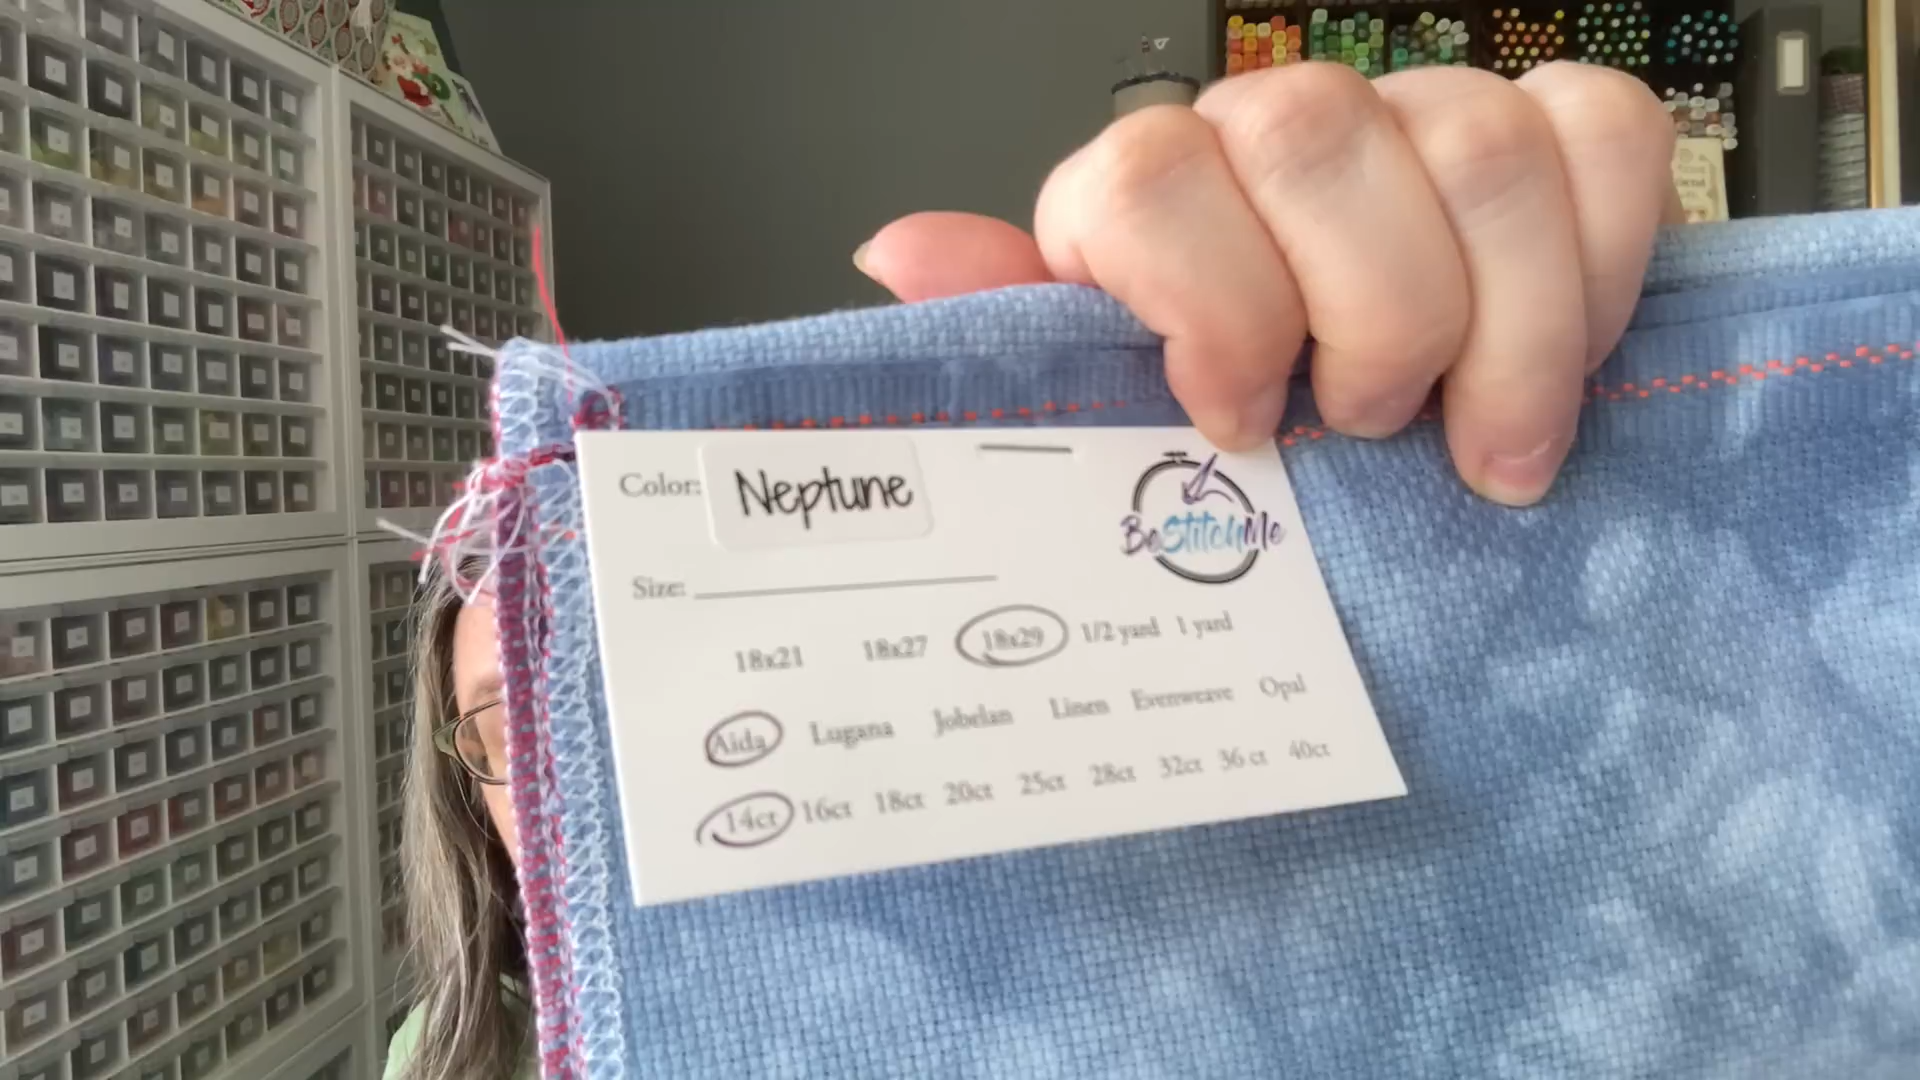 Color: Neptune
BeStitchMe
Size:
18x21 18x27 18x29 1/2 yard 1 yard
Aida Lugana Jobelan Linen Evenweave Opal
14ct 16ct 18ct 20ct 25ct 28ct 32ct 36 ct 40ct